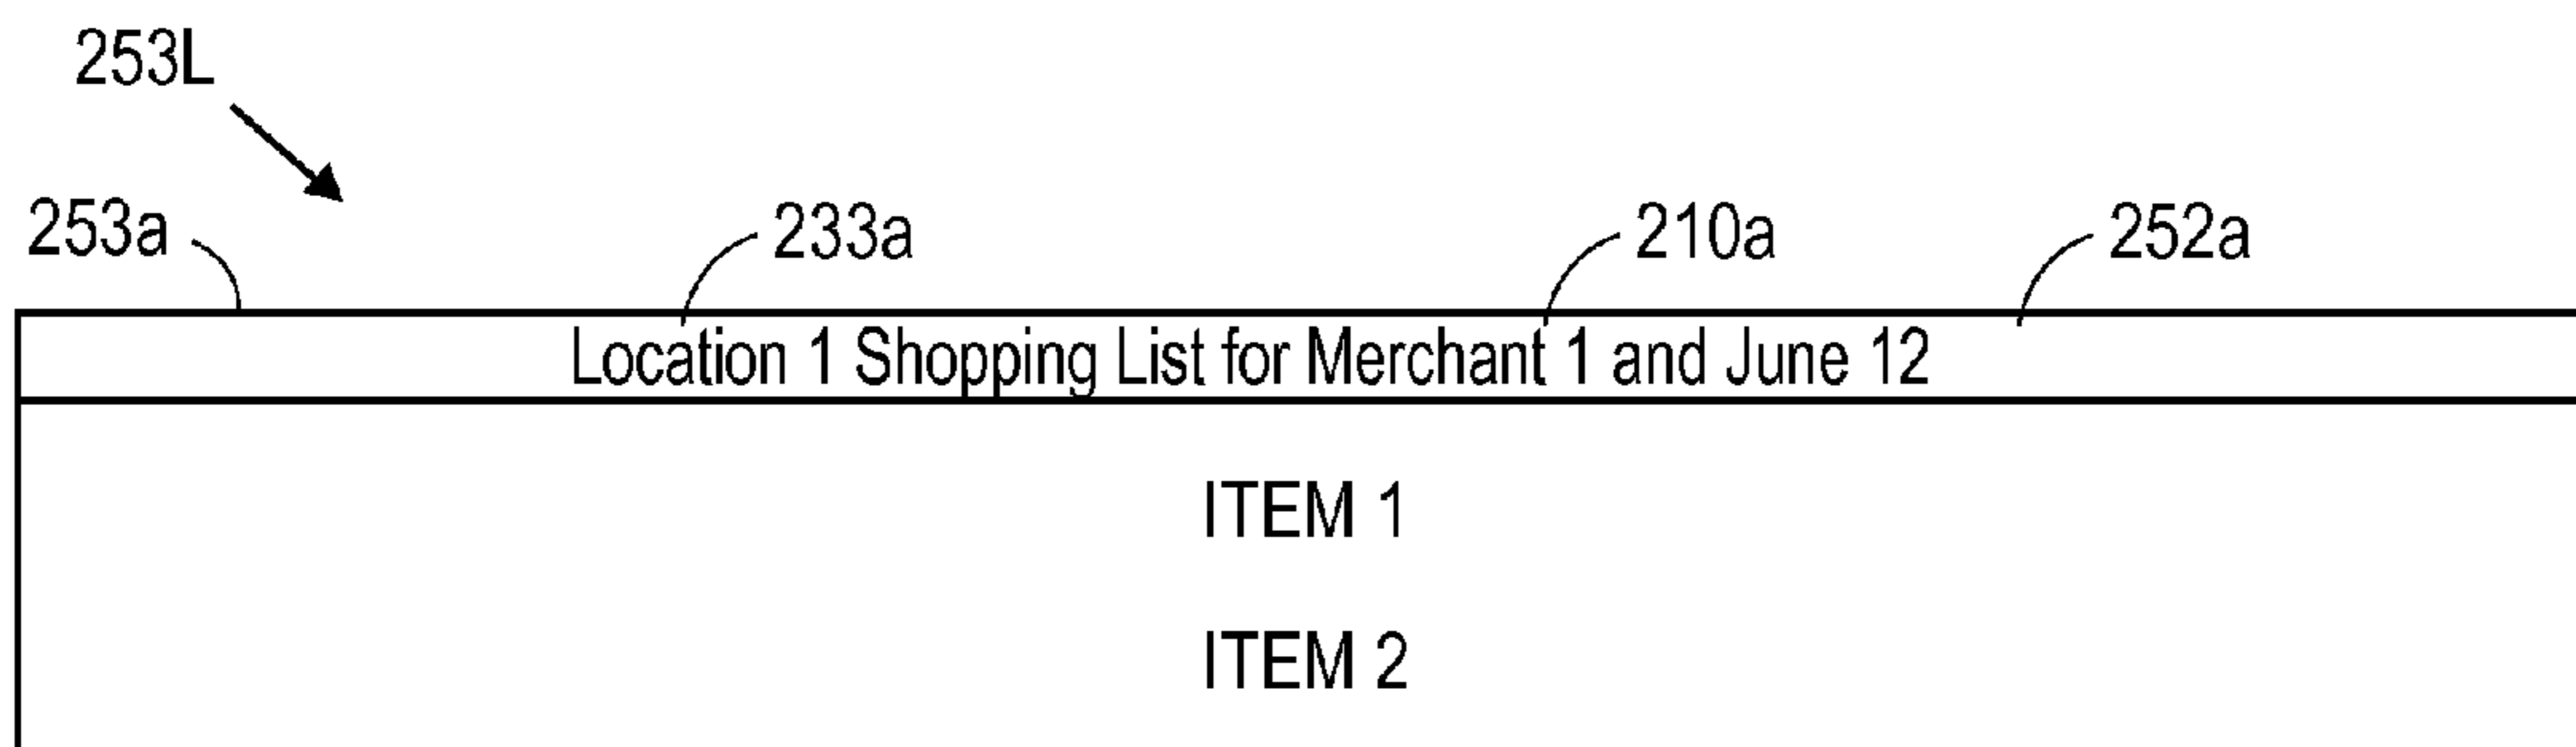 253L
253a 233a 210a 252a
Location 1 Shopping List for Merchant 1 and June 12
ITEM 1
ITEM 2